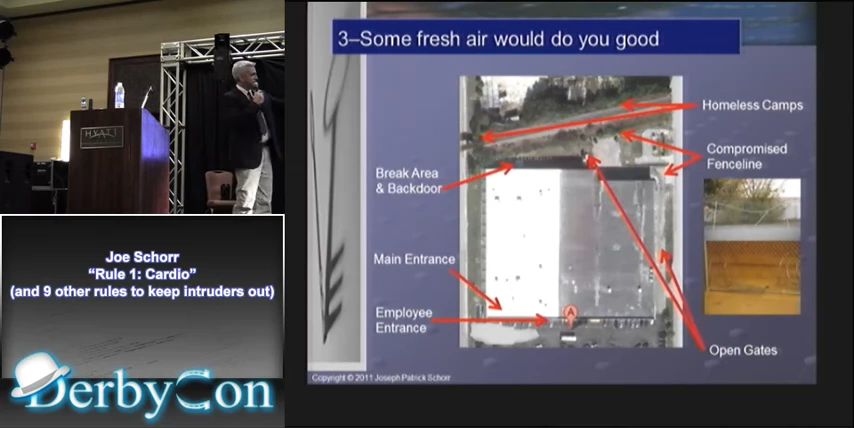 HYATT
Joe Schorr
“Rule 1: Cardio”
(and 9 other rules to keep intruders out)
DerbyCon
3–Some fresh air would do you good
Homeless Camps
Compromised
Fenceline
Break Area
& Backdoor
Main Entrance
Employee
Entrance
A
Open Gates
Copyright © 2011 Joseph Patrick Schorr